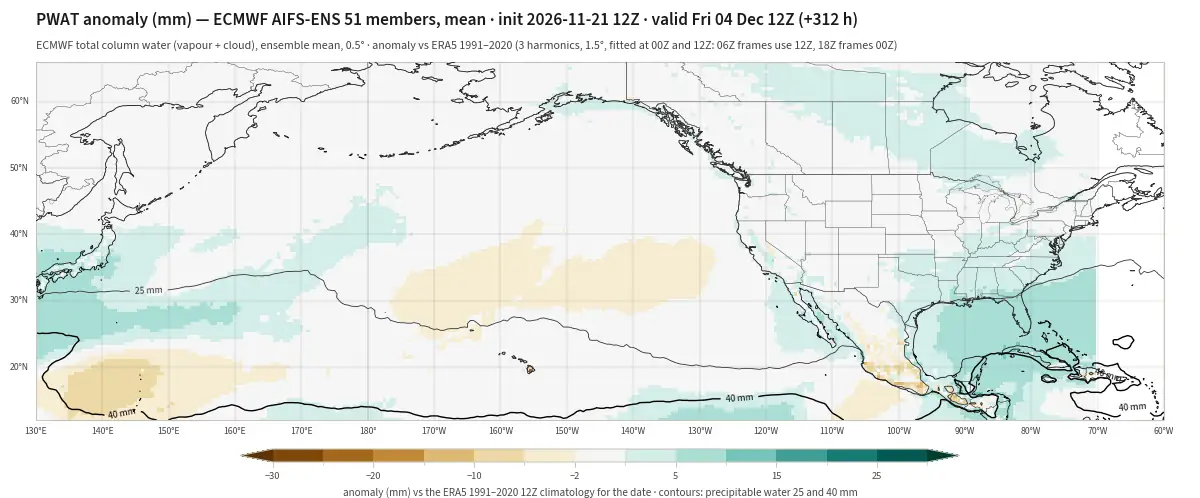 PWAT anomaly (mm) — ECMWF AIFS-ENS 51 members, mean · init 2026-11-21 12Z · valid Fri 04 Dec 12Z (+312 h)
ECMWF total column water (vapour + cloud), ensemble mean, 0.5° · anomaly vs ERA5 1991–2020 (3 harmonics, 1.5°, fitted at 00Z and 12Z: 06Z frames use 12Z, 18Z frames 00Z)
60°N
50°N
40°N
30°N
20°N
25 mm
40 mm
40 mm
40 mm
40 mm
130°E 140°E 150°E 160°E 170°E 180° 170°W 160°W 150°W 140°W 130°W 120°W 110°W 100°W 90°W 80°W 70°W 60°W
−30 −20 −10 −2 5 15 25
anomaly (mm) vs the ERA5 1991–2020 12Z climatology for the date · contours: precipitable water 25 and 40 mm